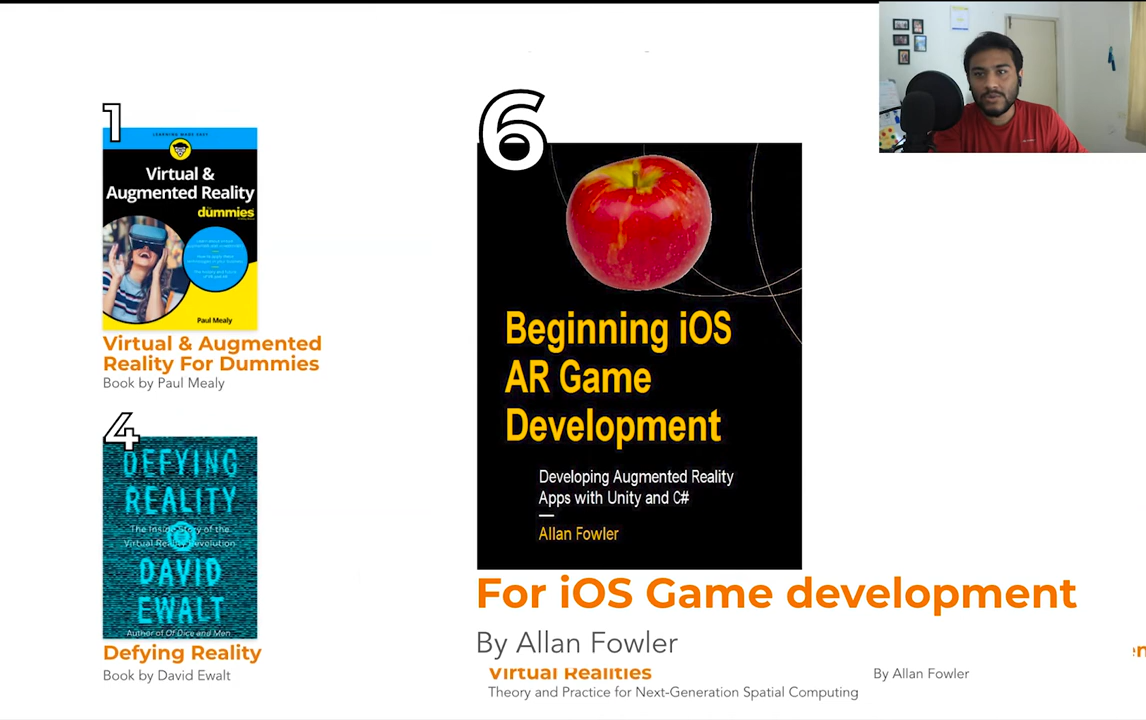 1
LEARNING MADE EASY
Virtual &
Augmented Reality
dummies
Paul Mealy
Virtual & Augmented
Reality For Dummies
Book by Paul Mealy
4
DEFYING
REALITY
The Inside Story of the
Virtual Reality Revolution
DAVID
EWALT
Author of Of Dice and Men
Defying Reality
Book by David Ewalt
6
Beginning iOS
AR Game
Development
Developing Augmented Reality
Apps with Unity and C#
Allan Fowler
For iOS Game development
By Allan Fowler
Virtual Realities
Theory and Practice for Next-Generation Spatial Computing
By Allan Fowler